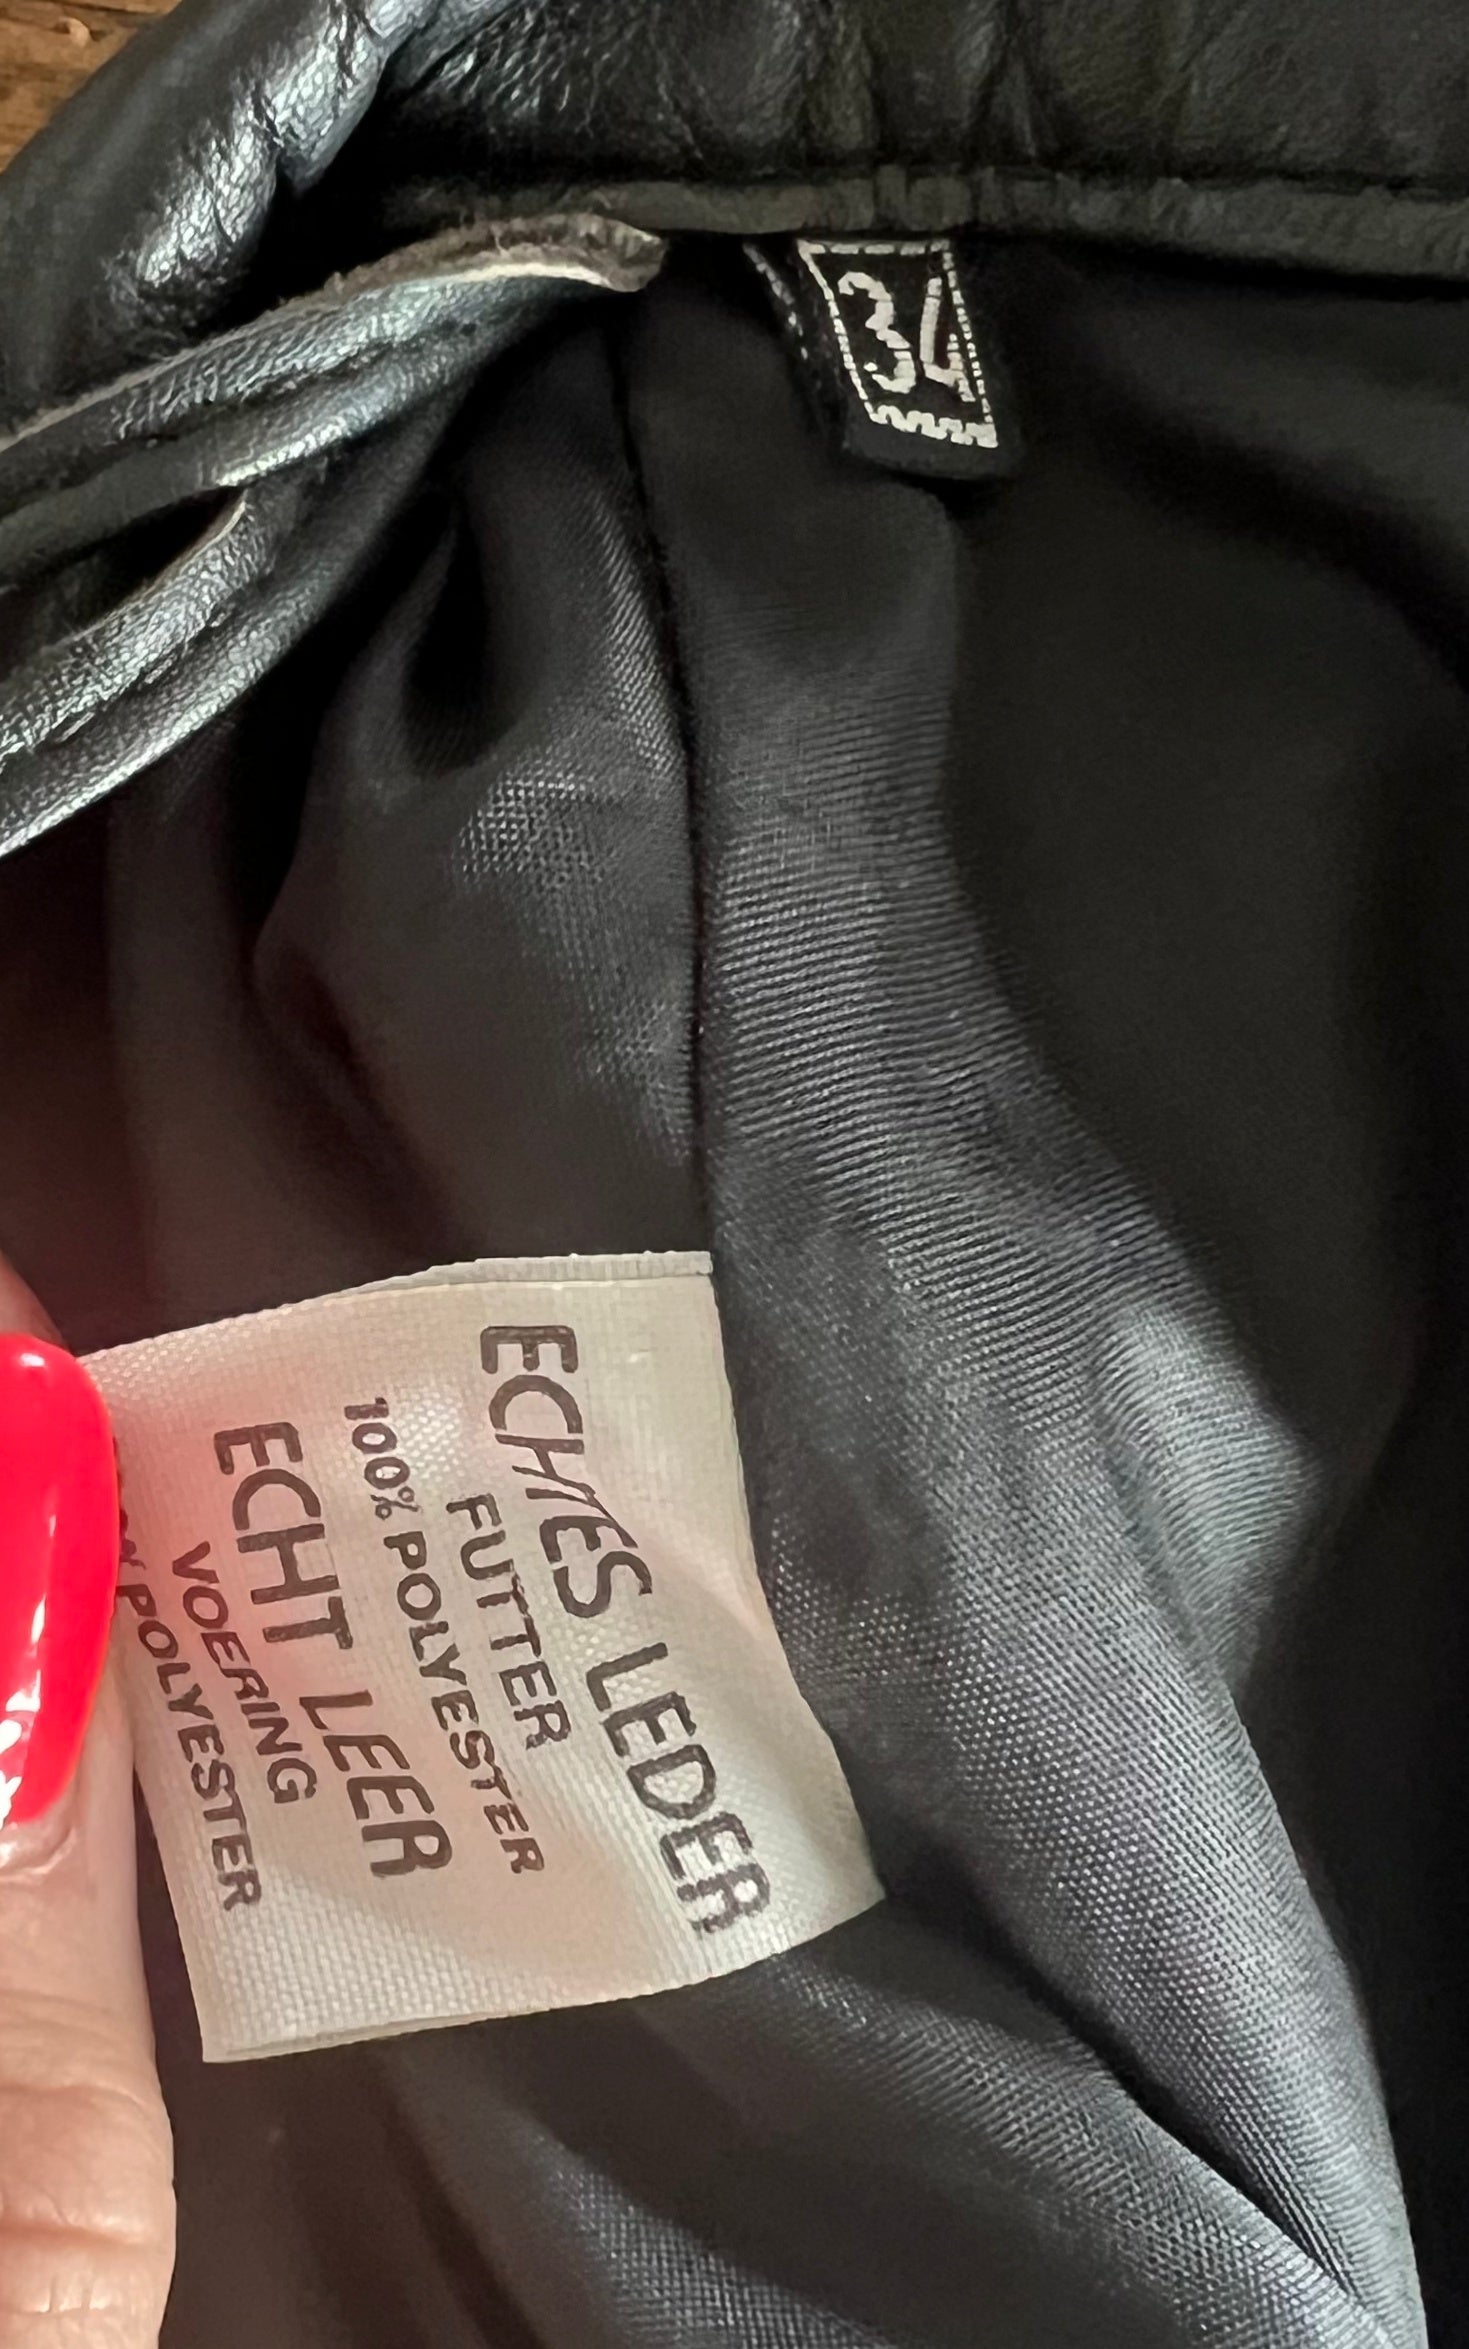 34
ECHTES LEDER
FUTTER
100% POLYESTER
ECHT LEER
VOERING
POLYESTER